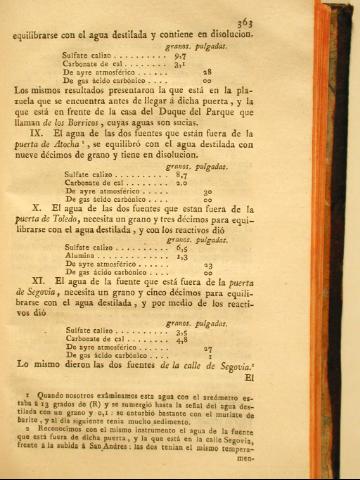 363
equilibrarse con el agua destilada y contiene en disolucion.
granos. pulgadas.
Sulfate calizo . . . . . . . . . . 9,7
Carbonate de cal . . . . . . . . 3,1
De ayre atmosférico . . . . . . 28
De gas ácido carbónico . . . . 00
Los mismos resultados presentaron la que está en la pla-
zuela que se encuentra antes de llegar á dicha puerta, y la
que está en frente de la casa del Duque del Parque que
llaman de los Borricos, cuyas aguas son sucias.
IX. El agua de las dos fuentes que están fuera de la
puerta de Atocha 1, se equilibró con el agua destilada con
nueve décimos de grano y tiene en disolucion.
granos. pulgadas.
Sulfate calizo . . . . . . . . . . 8,7
Carbonate de cal . . . . . . . . 2,0
De ayre atmosférico . . . . . . 30
De gas ácido carbónico . . . . 00
X. El agua de las dos fuentes que estan fuera de la
puerta de Toledo, necesita un grano y tres décimos para equi-
librarse con el agua destilada, y con los reactivos dió
granos. pulgadas.
Sulfate calizo . . . . . . . . . . 6,5
Alumina . . . . . . . . . . . . . 1,3
De ayre atmosférico . . . . . . 23
De gas ácido carbónico . . . . 00
XI. El agua de la fuente que está fuera de la puerta
de Segovia, necesita un grano y cinco décimos para equili-
brarse con el agua destilada, y por medio de los reacti-
vos dió
granos. pulgadas.
Sulfate calizo . . . . . . . . . . 3,5
Carbonate de cal . . . . . . . . 4,8
De ayre atmosférico . . . . . . 27
De gas ácido carbónico . . . . 1
Lo mismo dieron las dos fuentes de la calle de Segovia.2
El
1 Quando nosotros exâminamos esta agua con el areómetro es-
taba á 13 grados de (R) y se sumergió hasta la señal del agua des-
tilada con un grano y 0,1: se entorbió bastante con el muriate de
barito, y al dia siguiente tenia mucho sedimento.
2 Reconocimos con el mismo instrumento el agua de la fuente
que está fuera de dicha puerta, y la que está en la calle Segovia,
frente á la subida á San Andres: las dos tenian el mismo tempera-
men-